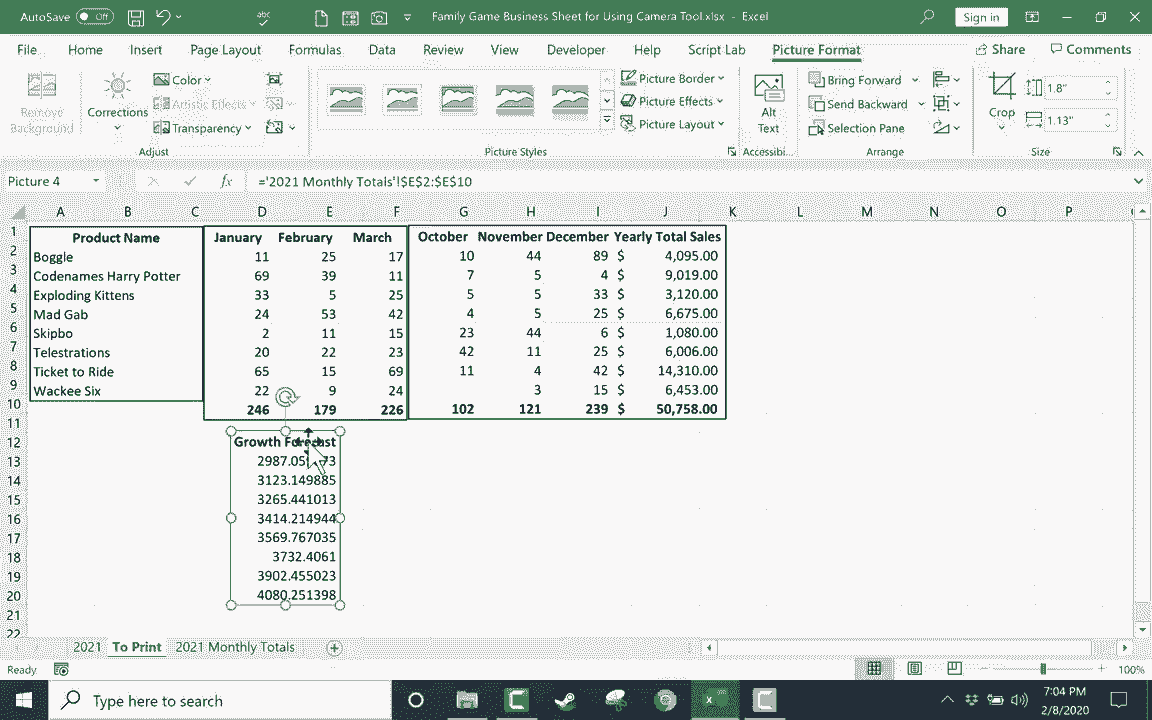 AutoSave Off Family Game Business Sheet for Using Camera Tool.xlsx - Excel Sign in
File Home Insert Page Layout Formulas Data Review View Developer Help Script Lab Picture Format Share Comments
Remove Background Corrections Color Artistic Effects Transparency Picture Border Picture Effects Picture Layout Alt Text Bring Forward Send Backward Selection Pane Crop 1.8" 1.13"
Adjust Picture Styles Accessibi... Arrange Size
Picture 4 fx ='2021 Monthly Totals'!$E$2:$E$10
A B C D E F G H I J K L M N O P
1 Product Name January February March October November December Yearly Total Sales
2 Boggle 11 25 17 10 44 89 $ 4,095.00
3 Codenames Harry Potter 69 39 11 7 5 4 $ 9,019.00
4 Exploding Kittens 33 5 25 5 5 33 $ 3,120.00
5 Mad Gab 24 53 42 4 5 25 $ 6,675.00
6 Skipbo 2 11 15 23 44 6 $ 1,080.00
7 Telestrations 20 22 23 42 11 25 $ 6,006.00
8 Ticket to Ride 65 15 69 11 4 42 $ 14,310.00
9 Wackee Six 22 9 24 3 15 $ 6,453.00
10 246 179 226 102 121 239 $ 50,758.00
11
12 Growth Forecast
13
14 3123.149885
15 3265.441013
16 3414.214944
17 3569.767035
18 3732.4061
19 3902.455023
20 4080.251398
21
22
2021 To Print 2021 Monthly Totals
Ready 100%
Type here to search 7:04 PM
2/8/2020